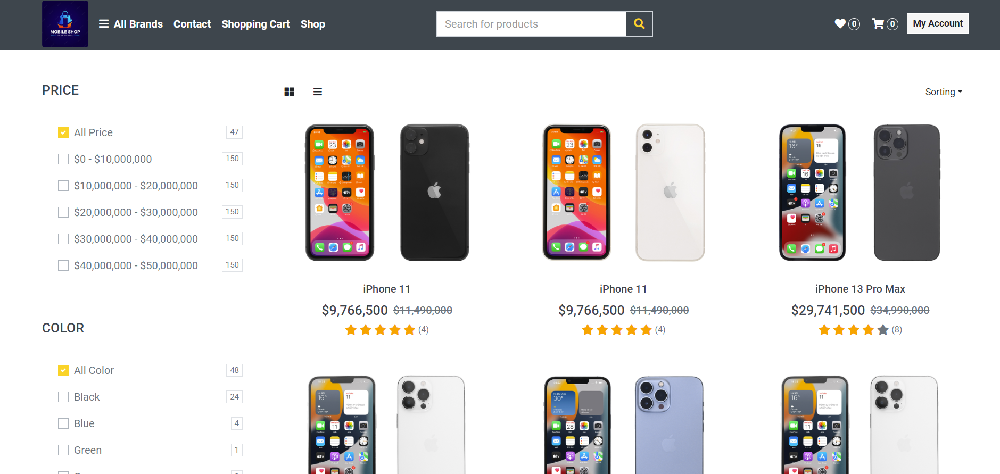 MOBILE SHOP
All Brands
Contact
Shopping Cart
Shop
Search for products
0
0
My Account
PRICE
All Price 47
$0 - $10,000,000 150
$10,000,000 - $20,000,000 150
$20,000,000 - $30,000,000 150
$30,000,000 - $40,000,000 150
$40,000,000 - $50,000,000 150
COLOR
All Color 48
Black 24
Blue 4
Green 1
Sorting
iPhone 11
$9,766,500 $11,490,000
(4)
iPhone 11
$9,766,500 $11,490,000
(4)
iPhone 13 Pro Max
$29,741,500 $34,990,000
(8)